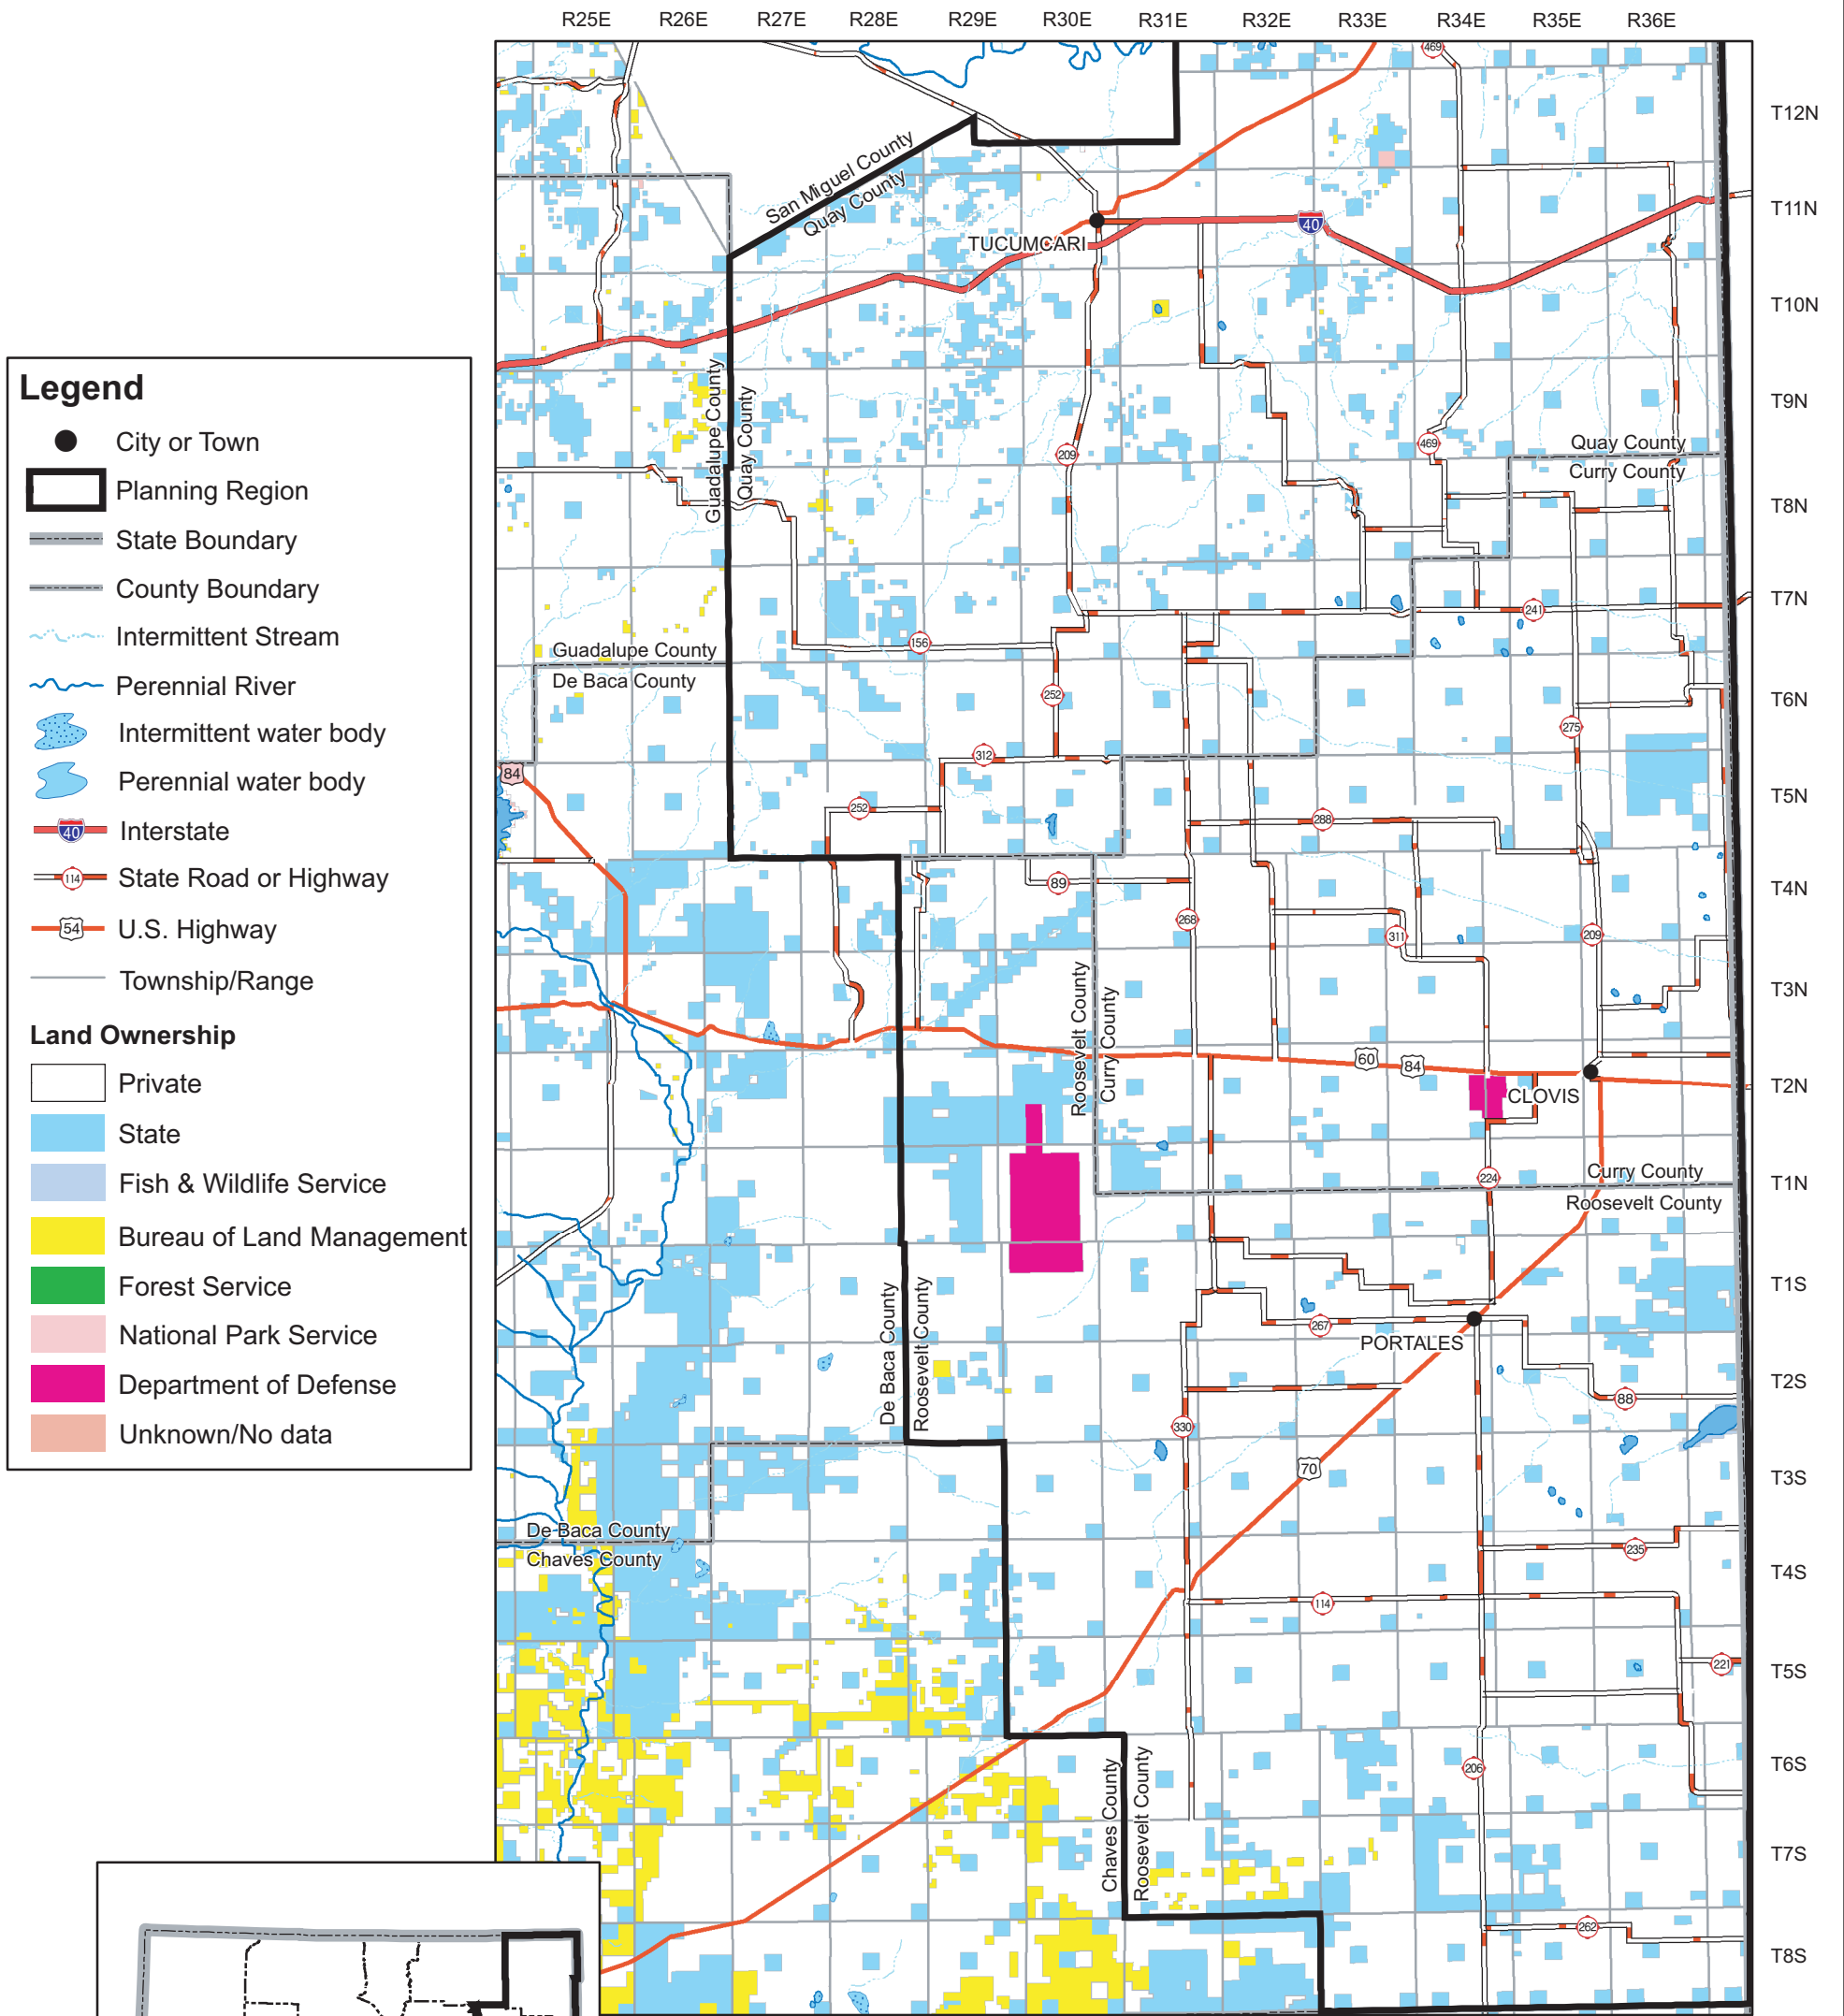 R25E R26E R27E R28E R29E R30E R31E R32E R33E R34E R35E R36E
469
T12N
San Miguel County
Quay County
T11N
TUCUMCARI
40
T10N
Legend
City or Town
Planning Region
State Boundary
County Boundary
Intermittent Stream
Perennial River
Intermittent water body
Perennial water body
40 Interstate
114 State Road or Highway
54 U.S. Highway
Township/Range
Land Ownership
Private
State
Fish & Wildlife Service
Bureau of Land Management
Forest Service
National Park Service
Department of Defense
Unknown/No data
Guadalupe County
Quay County
T9N
209
469
Quay County
Curry County
T8N
T7N
241
156
Guadalupe County
De Baca County
252
T6N
275
312
84
T5N
252
288
89
T4N
268
311
209
Roosevelt County
Curry County
T3N
60
84
T2N
CLOVIS
224
Curry County
Roosevelt County
T1N
De Baca County
Roosevelt County
T1S
267
PORTALES
T2S
88
330
70
T3S
De Baca County
Chaves County
235
T4S
114
T5S
221
Chaves County
Roosevelt County
206
T6S
T7S
262
T8S